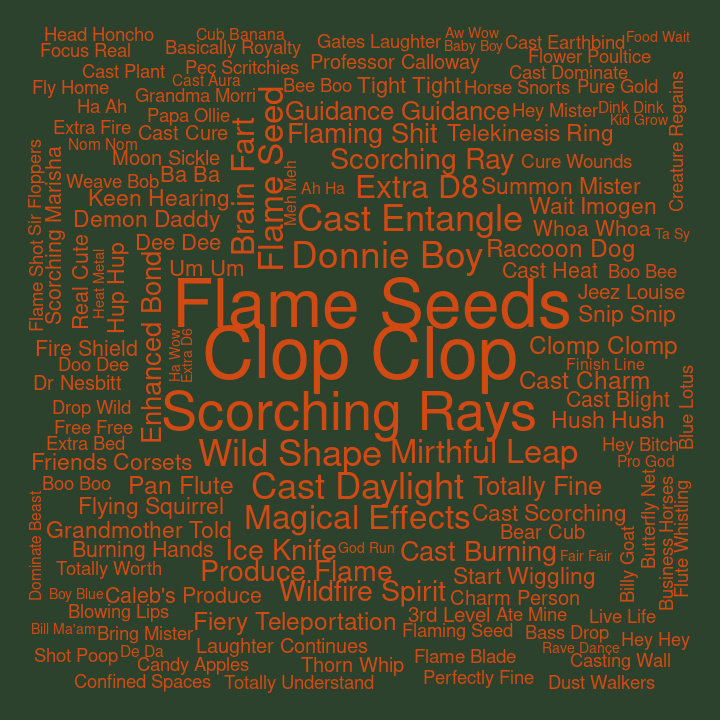 Head Honcho
Cub Banana
Gates Laughter
Aw Wow
Baby Boy
Cast Earthbind
Food Wait
Focus Real
Basically Royalty
Professor Calloway
Flower Poultice
Cast Plant
Pec Scritchies
Cast Dominate
Fly Home
Cast Aura
Bee Boo
Tight Tight
Horse Snorts
Pure Gold
Grandma Morri
Ha Ah
Papa Ollie
Guidance Guidance
Hey Mister
Dink Dink
Kid Grow
Creature Regains
Extra Fire
Cast Cure
Brain Fart
Flame Seed
Flaming Shit
Telekinesis Ring
Nom Nom
Moon Sickle
Scorching Ray
Cure Wounds
Flame Shot
Sir Floppers
Scorching Marisha
Weave Bob
Ba Ba
Meh Meh
Ah Ha
Extra D8
Summon Mister
Keen Hearing
Demon Daddy
Cast Entangle
Wait Imogen
Whoa Whoa
Ta Sy
Real Cute
Heat Metal
Hup Hup
Dee Dee
Donnie Boy
Raccoon Dog
Um Um
Cast Heat
Boo Bee
Enhanced Bond
Flame Seeds
Jeez Louise
Snip Snip
Fire Shield
Ha Wow
Extra D6
Clop Clop
Clomp Clomp
Doo Dee
Finish Line
Dr Nesbitt
Cast Charm
Blue Lotus
Drop Wild
Scorching Rays
Cast Blight
Free Free
Hush Hush
Extra Bed
Wild Shape
Mirthful Leap
Hey Bitch
Friends Corsets
Pro God
Boo Boo
Pan Flute
Cast Daylight
Totally Fine
Butterfly Net
Business Horses
Flute Whistling
Dominate Beast
Flying Squirrel
Magical Effects
Cast Scorching
Grandmother Told
Bear Cub
Billy Goat
Burning Hands
Ice Knife
God Run
Cast Burning
Fair Fair
Totally Worth
Produce Flame
Start Wiggling
Boy Blue
Caleb's Produce
Wildfire Spirit
Charm Person
Blowing Lips
Fiery Teleportation
3rd Level
Ate Mine
Live Life
Bill Ma'am
Bring Mister
Flaming Seed
Bass Drop
Hey Hey
Shot Poop
De Da
Laughter Continues
Rave Dance
Candy Apples
Thorn Whip
Flame Blade
Casting Wall
Confined Spaces
Totally Understand
Perfectly Fine
Dust Walkers